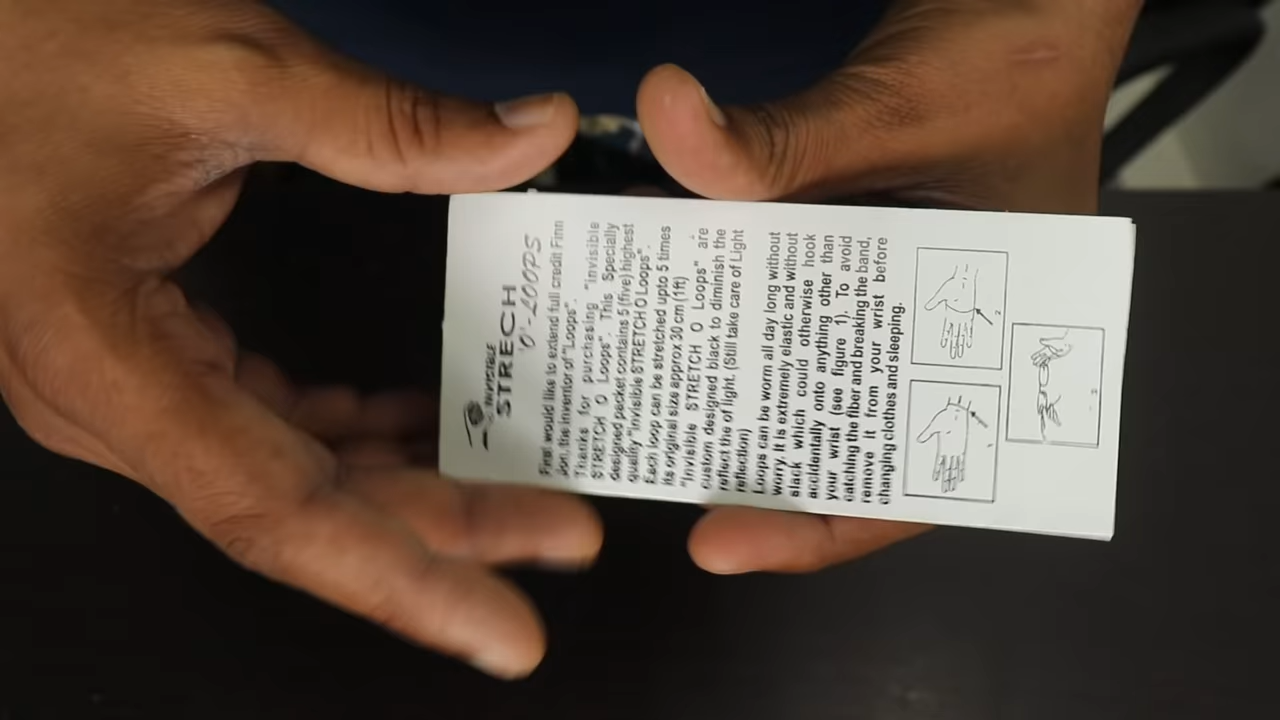 INVISIBLE
STRECH
'O'-LOOPS
First would like to extend full credit Finn
Jon, the invention of "Loops".
Thanks for purchasing "Invisible
STRETCH O Loops". This Specially
designed packet contains 5 (five) highest
quality "Invisible STRETCH O Loops".
Each loop can be stretched upto 5 times
its original size approx 30 cm (1ft)
"Invisible STRETCH O Loops" are
custom designed black to diminish the
reflect the of light. (Still take care of Light
reflection)
Loops can be worm all day long without
worry. It is extremely elastic and without
slack which could otherwise hook
accidentally onto anything other than
your wrist (see figure 1). To avoid
catching the fiber and breaking the band,
remove it from your wrist before
changing clothes and sleeping.
2
3